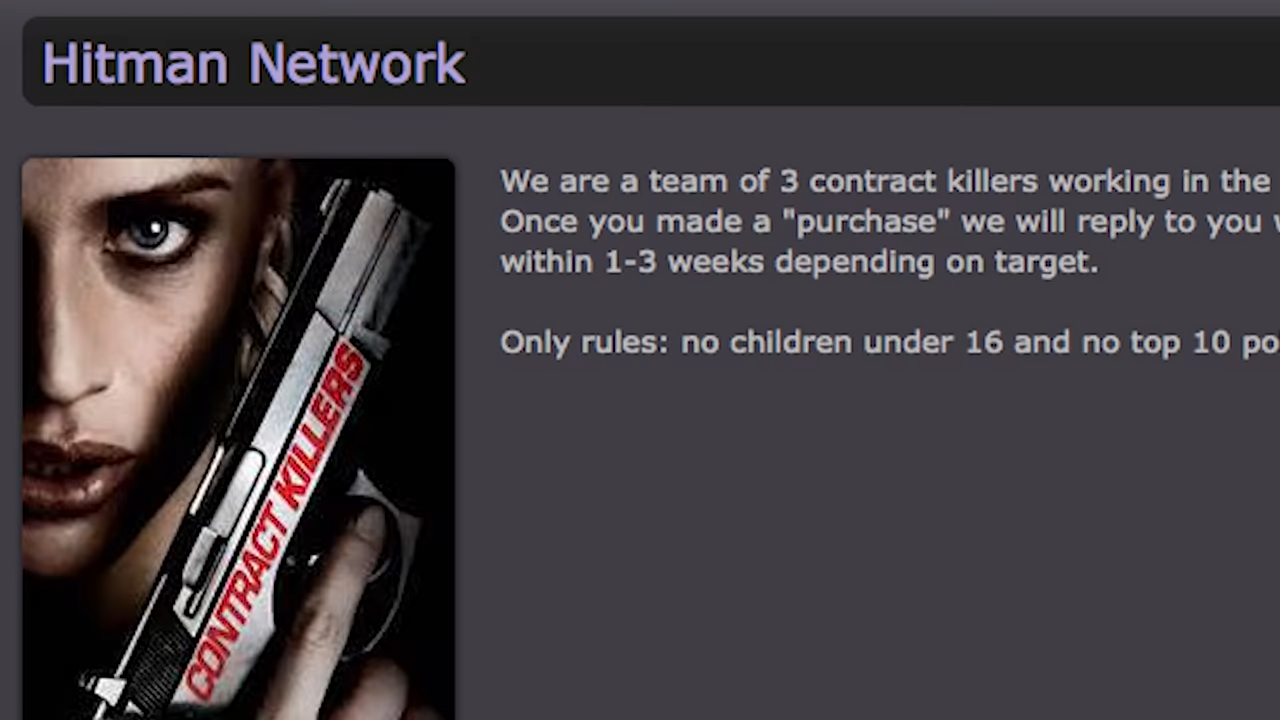 Hitman Network
We are a team of 3 contract killers working in the
Once you made a "purchase" we will reply to you
within 1-3 weeks depending on target.
Only rules: no children under 16 and no top 10
CONTRACT KILLERS